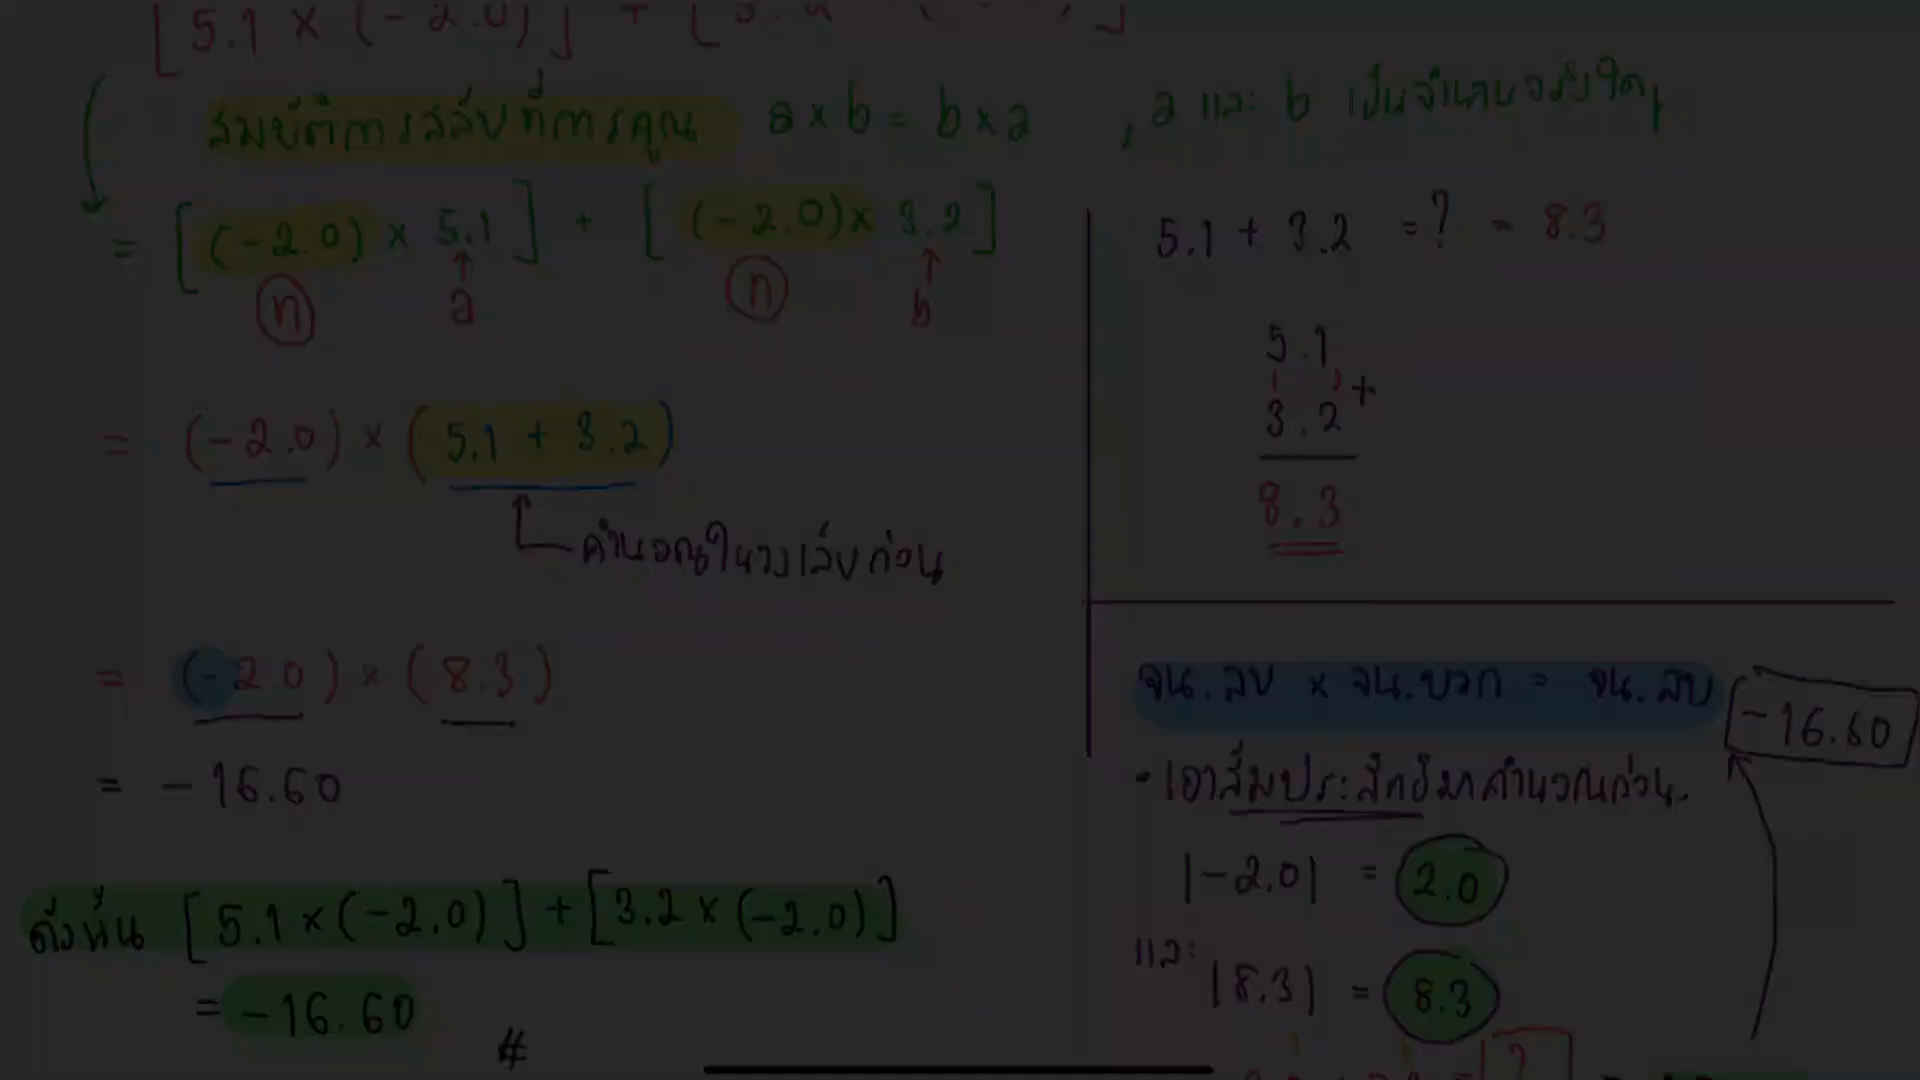 [5.1 × (-2.0)] + [3.2
สมบัติการสลับที่การคูณ a × b = b × a , a และ b เป็นจำนวนจริงใดๆ
= [(-2.0) × 5.1] + [(-2.0) × 3.2]
n a n b
= (-2.0) × (5.1 + 3.2)
คำนวณในวงเล็บก่อน
= (-2.0) × (8.3)
= -16.60
ดังนั้น [5.1 × (-2.0)] + [3.2 × (-2.0)]
= -16.60
#
5.1 + 3.2 = ? = 8.3
5.1
+
3.2
8.3
จน.ลบ × จน.บวก = จน.ลบ
-16.60
• เอาสัมประสิทธิ์มาคำนวณก่อน.
|-2.0| = 2.0
และ |8.3| = 8.3
?